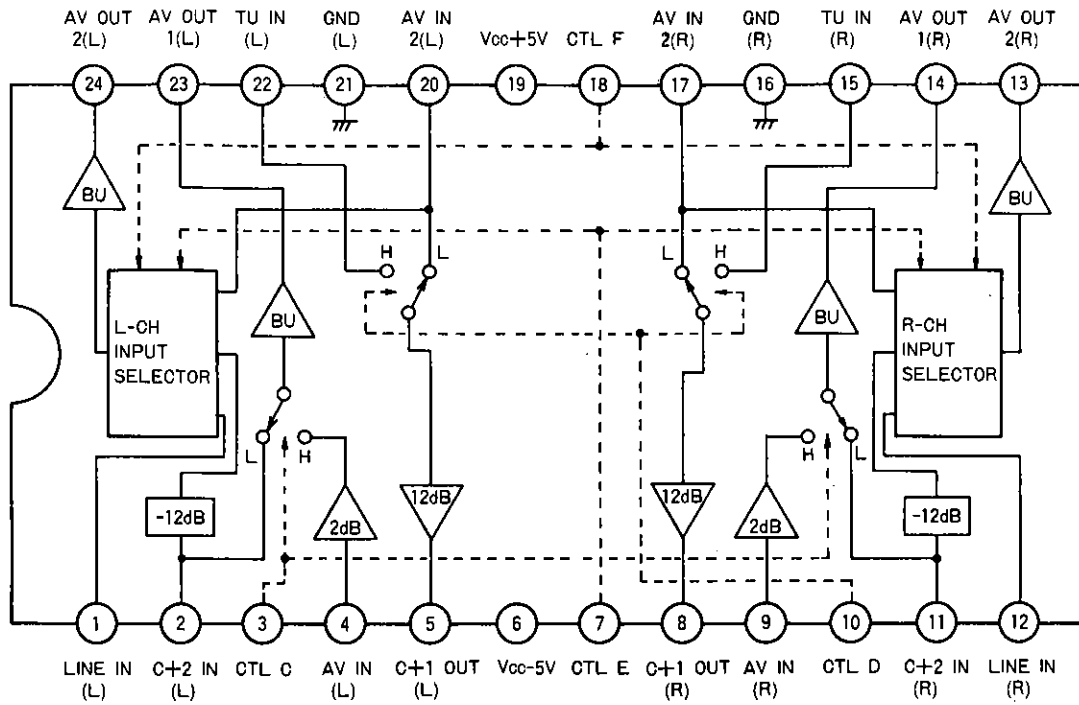 AV OUT AV OUT TU IN GND AV IN AV IN GND TU IN AV OUT AV OUT
2(L) 1(L) (L) (L) 2(L) Vcc+5V CTL F 2(R) (R) (R) 1(R) 2(R)
24 23 22 21 20 19 18 17 16 15 14 13
BU BU
H L L H
L-CH
INPUT
SELECTOR
BU BU
R-CH
INPUT
SELECTOR
L H H L
-12dB 2dB 12dB 12dB 2dB -12dB
1 2 3 4 5 6 7 8 9 10 11 12
LINE IN C+2 IN CTL C AV IN C+1 OUT Vcc-5V CTL E C+1 OUT AV IN CTL D C+2 IN LINE IN
(L) (L) (L) (L) (R) (R) (R) (R)